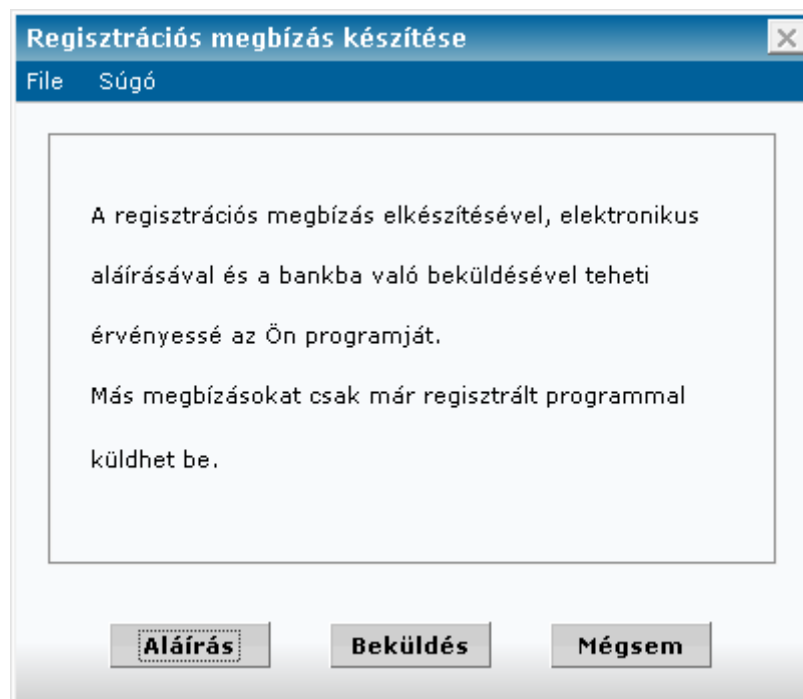 Regisztrációs megbízás készítése
File Súgó
A regisztrációs megbízás elkészítésével, elektronikus
aláírásával és a bankba való beküldésével teheti
érvényessé az Ön programját.
Más megbízásokat csak már regisztrált programmal
küldhet be.
Aláírás Beküldés Mégsem